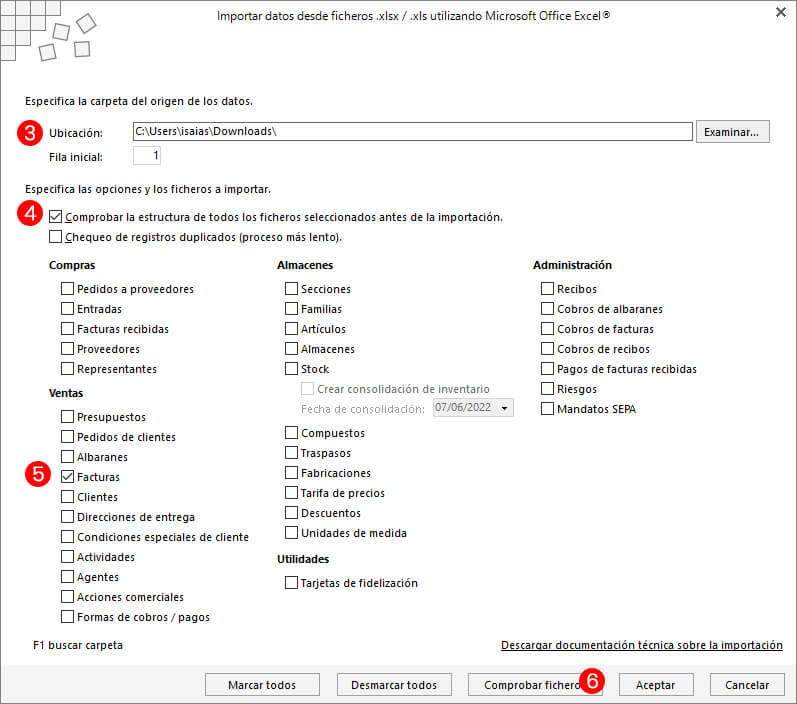 Importar datos desde ficheros .xlsx / .xls utilizando Microsoft Office Excel®
Especifica la carpeta del origen de los datos.
3 Ubicación: C:\Users\isaias\Downloads\ Examinar...
Fila inicial: 1
Especifica las opciones y los ficheros a importar.
4 Comprobar la estructura de todos los ficheros seleccionados antes de la importación.
Chequeo de registros duplicados (proceso más lento).
Compras
Pedidos a proveedores
Entradas
Facturas recibidas
Proveedores
Representantes
Ventas
Presupuestos
Pedidos de clientes
Albaranes
5 Facturas
Clientes
Direcciones de entrega
Condiciones especiales de cliente
Actividades
Agentes
Acciones comerciales
Formas de cobros / pagos
Almacenes
Secciones
Familias
Artículos
Almacenes
Stock
Crear consolidación de inventario
Fecha de consolidación: 07/06/2022
Compuestos
Traspasos
Fabricaciones
Tarifa de precios
Descuentos
Unidades de medida
Utilidades
Tarjetas de fidelización
Administración
Recibos
Cobros de albaranes
Cobros de facturas
Cobros de recibos
Pagos de facturas recibidas
Riesgos
Mandatos SEPA
F1 buscar carpeta Descargar documentación técnica sobre la importación
Marcar todos Desmarcar todos Comprobar fichero 6 Aceptar Cancelar